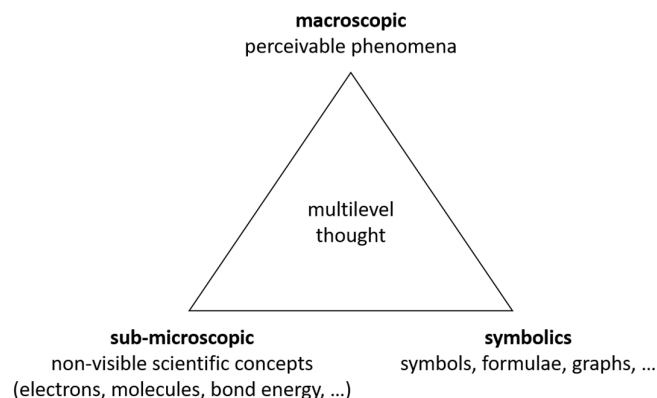 macroscopic
perceivable phenomena
multilevel
thought
sub-microscopic
non-visible scientific concepts
(electrons, molecules, bond energy, ...)
symbolics
symbols, formulae, graphs, ...